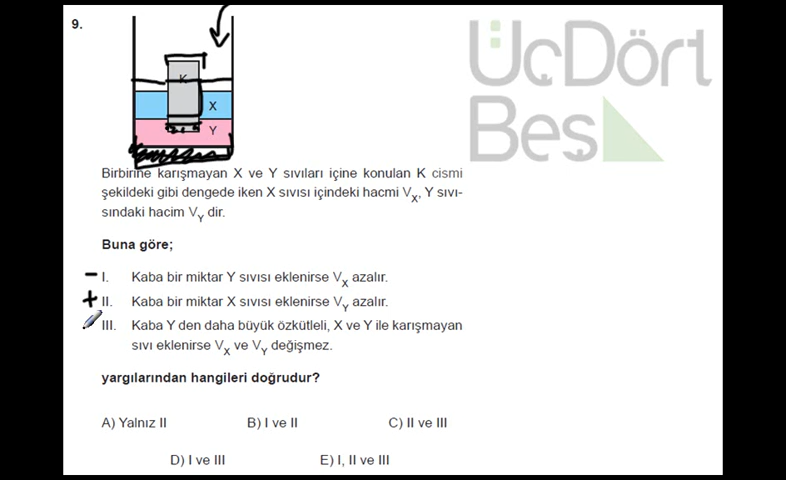 9.
ÜçDört
Bes
K
X
Y
Birbirine karışmayan X ve Y sıvıları içine konulan K cismi
şekildeki gibi dengede iken X sıvısı içindeki hacmi VX, Y sıvı-
sındaki hacim VY dir.
Buna göre;
- I. Kaba bir miktar Y sıvısı eklenirse VX azalır.
+ II. Kaba bir miktar X sıvısı eklenirse VY azalır.
III. Kaba Y den daha büyük özkütleli, X ve Y ile karışmayan
sıvı eklenirse VX ve VY değişmez.
yargılarından hangileri doğrudur?
A) Yalnız II B) I ve II C) II ve III
D) I ve III E) I, II ve III